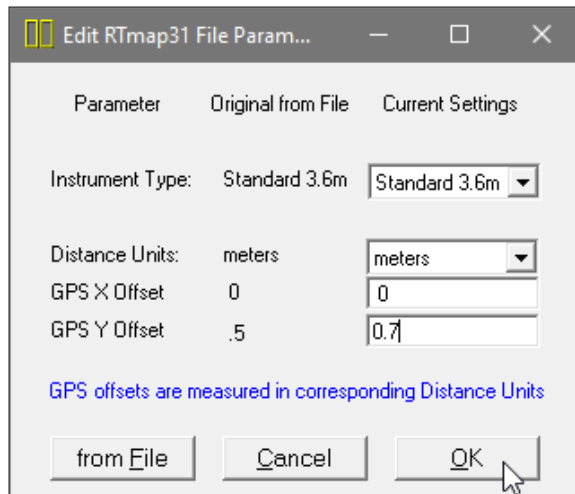 Edit RTmap31 File Param...
Parameter Original from File Current Settings
Instrument Type: Standard 3.6m Standard 3.6m
Distance Units: meters meters
GPS X Offset 0 0
GPS Y Offset .5 0.7
GPS offsets are measured in corresponding Distance Units
from File Cancel OK